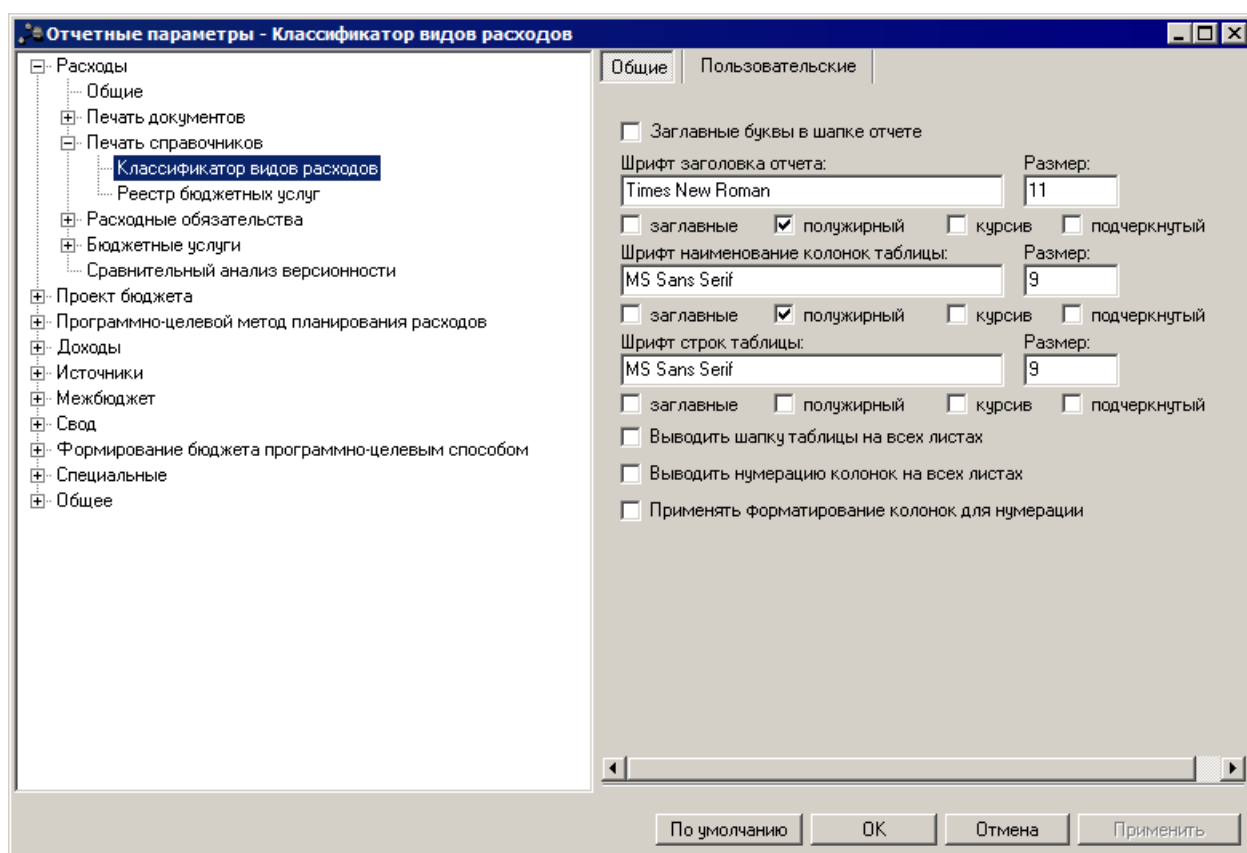 Отчетные параметры - Классификатор видов расходов
Расходы
Общие
Печать документов
Печать справочников
Классификатор видов расходов
Реестр бюджетных услуг
Расходные обязательства
Бюджетные услуги
Сравнительный анализ версионности
Проект бюджета
Программно-целевой метод планирования расходов
Доходы
Источники
Межбюджет
Свод
Формирование бюджета программно-целевым способом
Специальные
Общее
Общие Пользовательские
Заглавные буквы в шапке отчете
Шрифт заголовка отчета: Размер:
Times New Roman 11
заглавные полужирный курсив подчеркнутый
Шрифт наименование колонок таблицы: Размер:
MS Sans Serif 9
заглавные полужирный курсив подчеркнутый
Шрифт строк таблицы: Размер:
MS Sans Serif 9
заглавные полужирный курсив подчеркнутый
Выводить шапку таблицы на всех листах
Выводить нумерацию колонок на всех листах
Применять форматирование колонок для нумерации
По умолчанию OK Отмена Применить